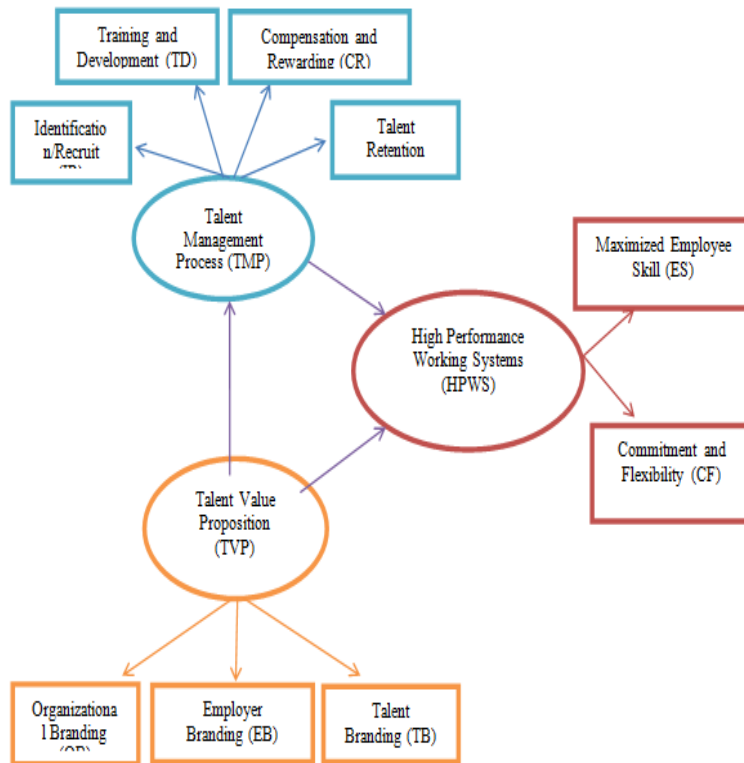 Training and
Development (TD)
Compensation and
Rewarding (CR)
Identificatio
n/Recruit
Talent
Retention
Talent
Management
Process (TMP)
Maximized Employee
Skill (ES)
High Performance
Working Systems
(HPWS)
Commitment and
Flexibility (CF)
Talent Value
Proposition
(TVP)
Organizationa
l Branding
Employer
Branding (EB)
Talent
Branding (TB)